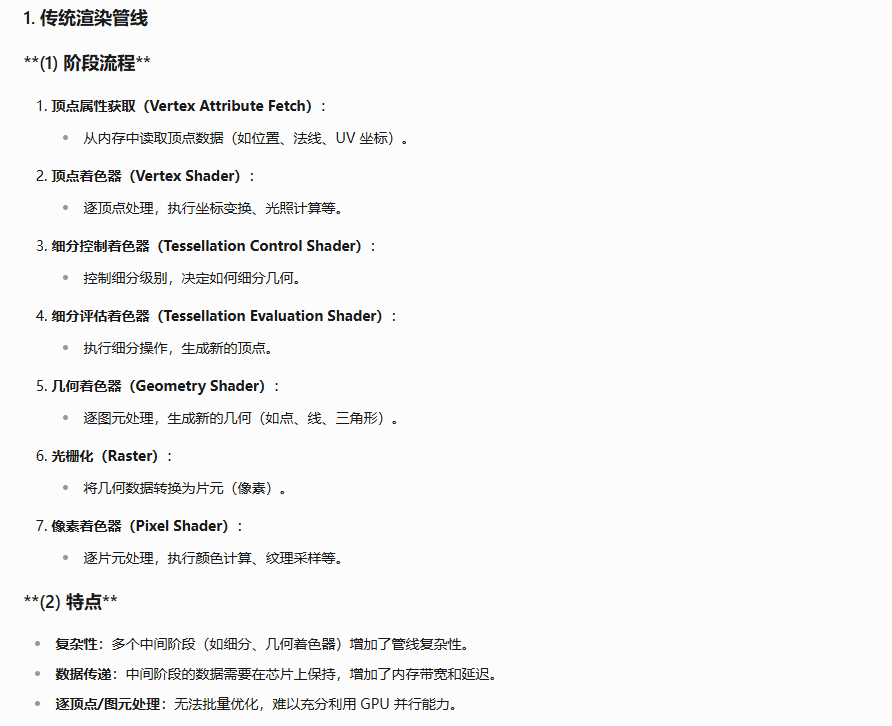 1. 传统渲染管线
**(1) 阶段流程**
1. 顶点属性获取（Vertex Attribute Fetch）：
• 从内存中读取顶点数据（如位置、法线、UV 坐标）。
2. 顶点着色器（Vertex Shader）：
• 逐顶点处理，执行坐标变换、光照计算等。
3. 细分控制着色器（Tessellation Control Shader）：
• 控制细分级别，决定如何细分几何。
4. 细分评估着色器（Tessellation Evaluation Shader）：
• 执行细分操作，生成新的顶点。
5. 几何着色器（Geometry Shader）：
• 逐图元处理，生成新的几何（如点、线、三角形）。
6. 光栅化（Raster）：
• 将几何数据转换为片元（像素）。
7. 像素着色器（Pixel Shader）：
• 逐片元处理，执行颜色计算、纹理采样等。
**(2) 特点**
• 复杂性：多个中间阶段（如细分、几何着色器）增加了管线复杂性。
• 数据传递：中间阶段的数据需要在芯片上保持，增加了内存带宽和延迟。
• 逐顶点/图元处理：无法批量优化，难以充分利用 GPU 并行能力。